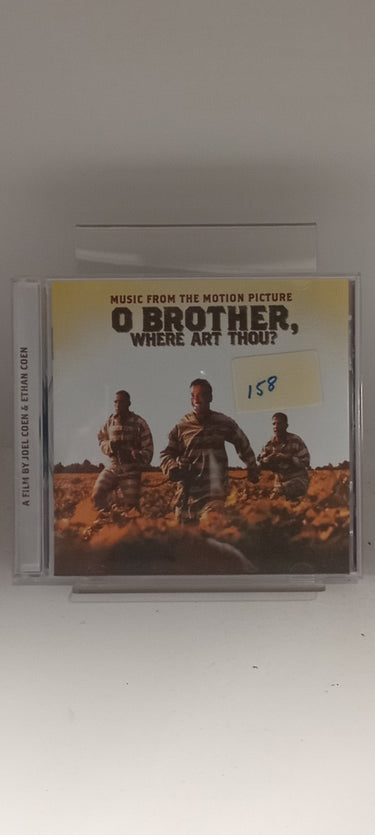 MUSIC FROM THE MOTION PICTURE
O BROTHER,
WHERE ART THOU?
158
A FILM BY JOEL COEN & ETHAN COEN